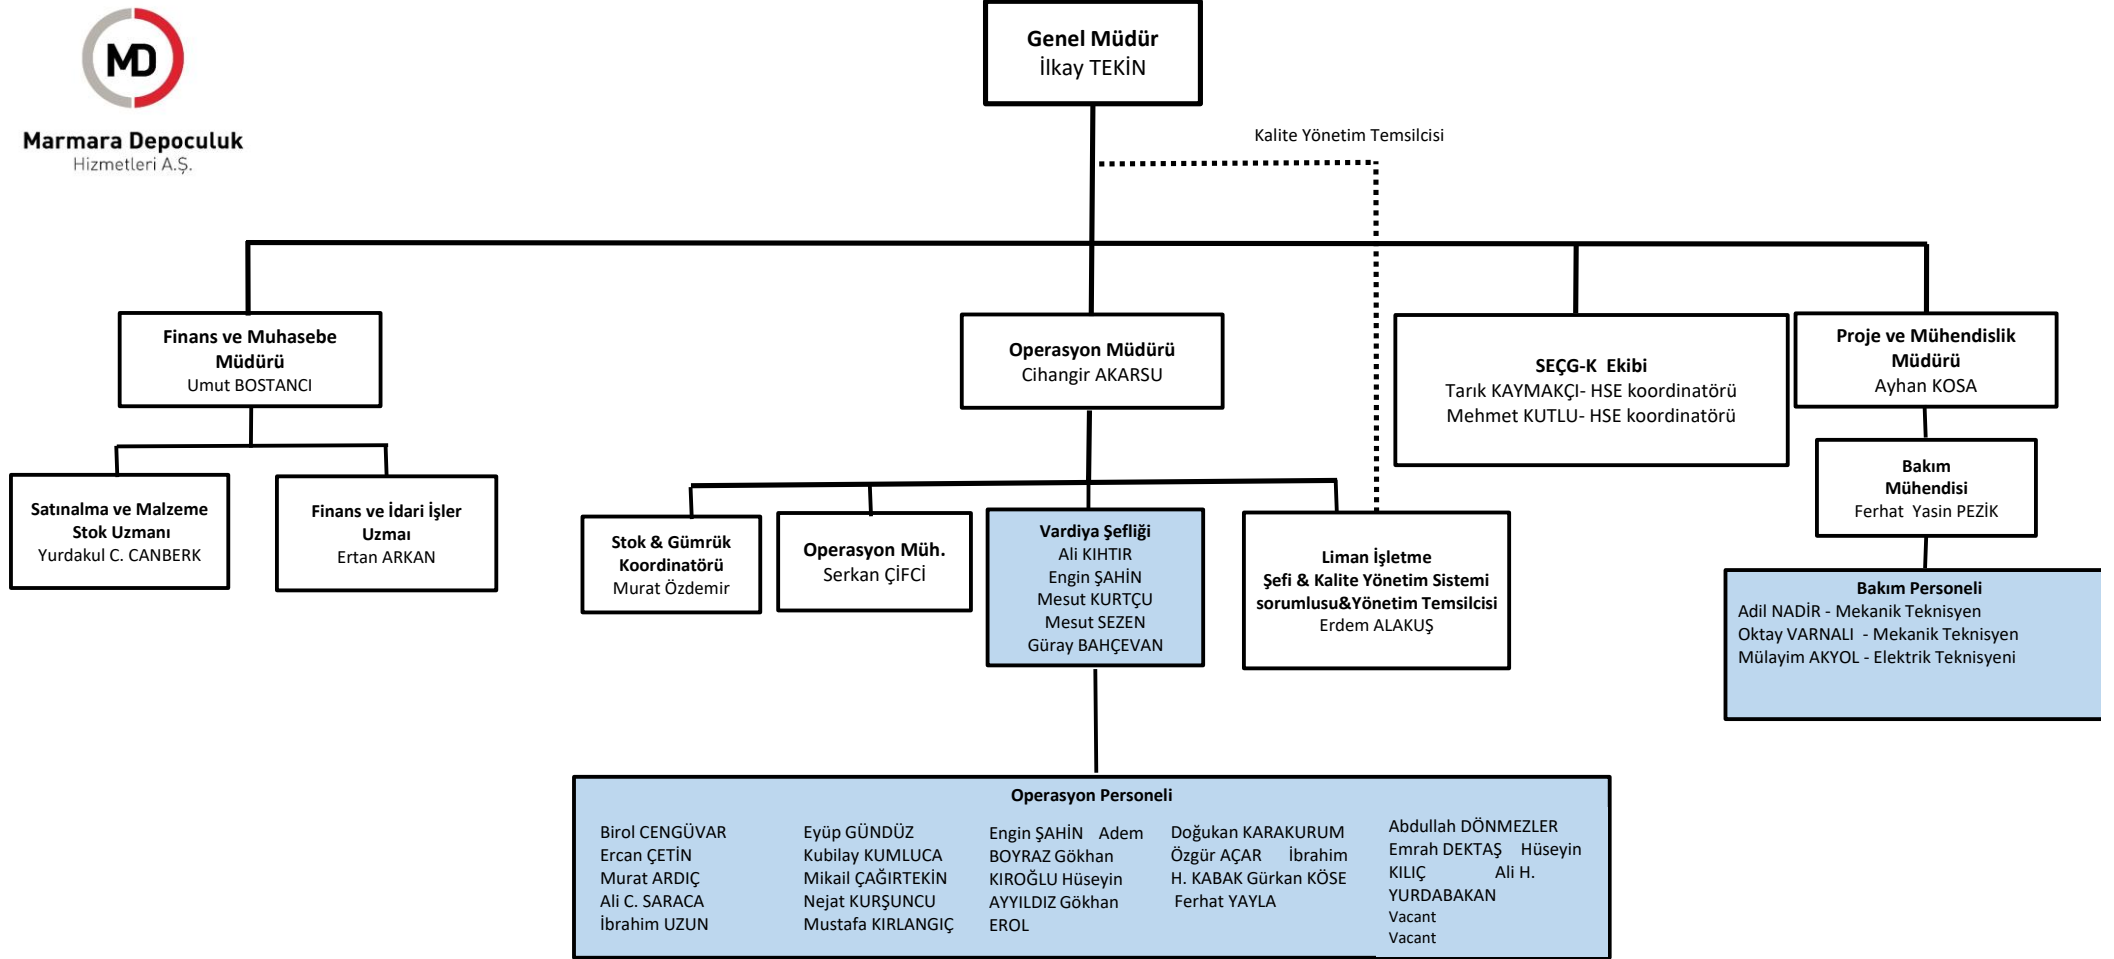 MD
Marmara Depoculuk
Hizmetleri A.Ş.
Genel Müdür
İlkay TEKİN
Kalite Yönetim Temsilcisi
Finans ve Muhasebe
Müdürü
Umut BOSTANCI
Operasyon Müdürü
Cihangir AKARSU
SEÇG-K Ekibi
Tarık KAYMAKÇI- HSE koordinatörü
Mehmet KUTLU- HSE koordinatörü
Proje ve Mühendislik
Müdürü
Ayhan KOSA
Satınalma ve Malzeme
Stok Uzmanı
Yurdakul C. CANBERK
Finans ve İdari İşler
Uzmaı
Ertan ARKAN
Stok & Gümrük
Koordinatörü
Murat Özdemir
Operasyon Müh.
Serkan ÇİFCİ
Vardiya Şefliği
Ali KIHTIR
Engin ŞAHİN
Mesut KURTÇU
Mesut SEZEN
Güray BAHÇEVAN
Liman İşletme
Şefi & Kalite Yönetim Sistemi
sorumlusu&Yönetim Temsilcisi
Erdem ALAKUŞ
Bakım
Mühendisi
Ferhat Yasin PEZİK
Bakım Personeli
Adil NADİR - Mekanik Teknisyen
Oktay VARNALI - Mekanik Teknisyen
Mülayim AKYOL - Elektrik Teknisyeni
Operasyon Personeli
Birol CENGÜVAR
Ercan ÇETİN
Murat ARDIÇ
Ali C. SARACA
İbrahim UZUN
Eyüp GÜNDÜZ
Kubilay KUMLUCA
Mikail ÇAĞIRTEKİN
Nejat KURŞUNCU
Mustafa KIRLANGIÇ
Engin ŞAHİN Adem
BOYRAZ Gökhan
KIROĞLU Hüseyin
AYYILDIZ Gökhan
EROL
Doğukan KARAKURUM
Özgür AÇAR İbrahim
H. KABAK Gürkan KÖSE
Ferhat YAYLA
Abdullah DÖNMEZLER
Emrah DEKTAŞ Hüseyin
KILIÇ Ali H.
YURDABAKAN
Vacant
Vacant